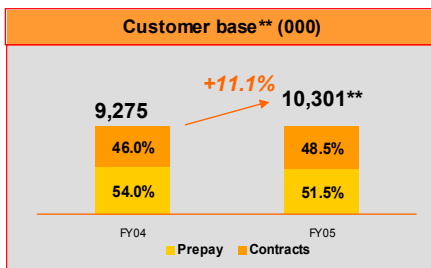 Customer base** (000)
+11.1%
9,275
10,301**
46.0%
48.5%
54.0%
51.5%
FY04
FY05
Prepay
Contracts